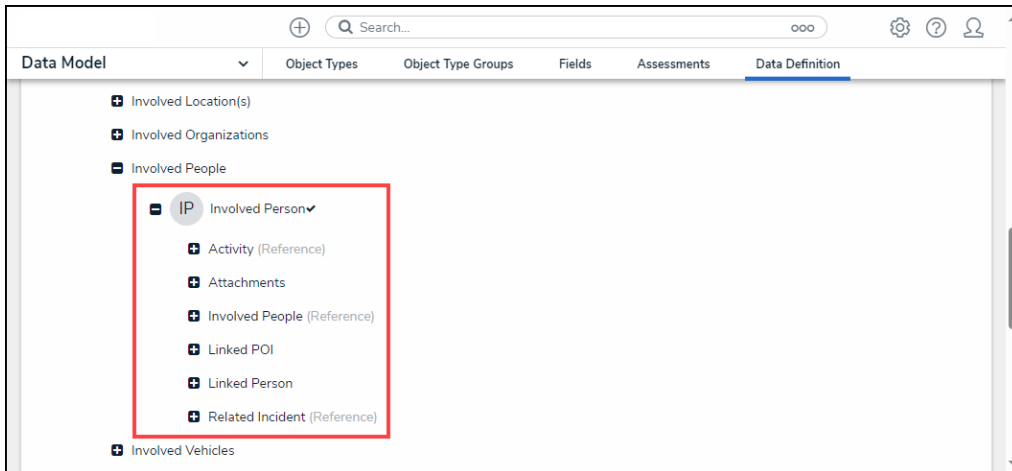 Search...
Data Model Object Types Object Type Groups Fields Assessments Data Definition
Involved Location(s)
Involved Organizations
Involved People
IP Involved Person
Activity (Reference)
Attachments
Involved People (Reference)
Linked POI
Linked Person
Related Incident (Reference)
Involved Vehicles